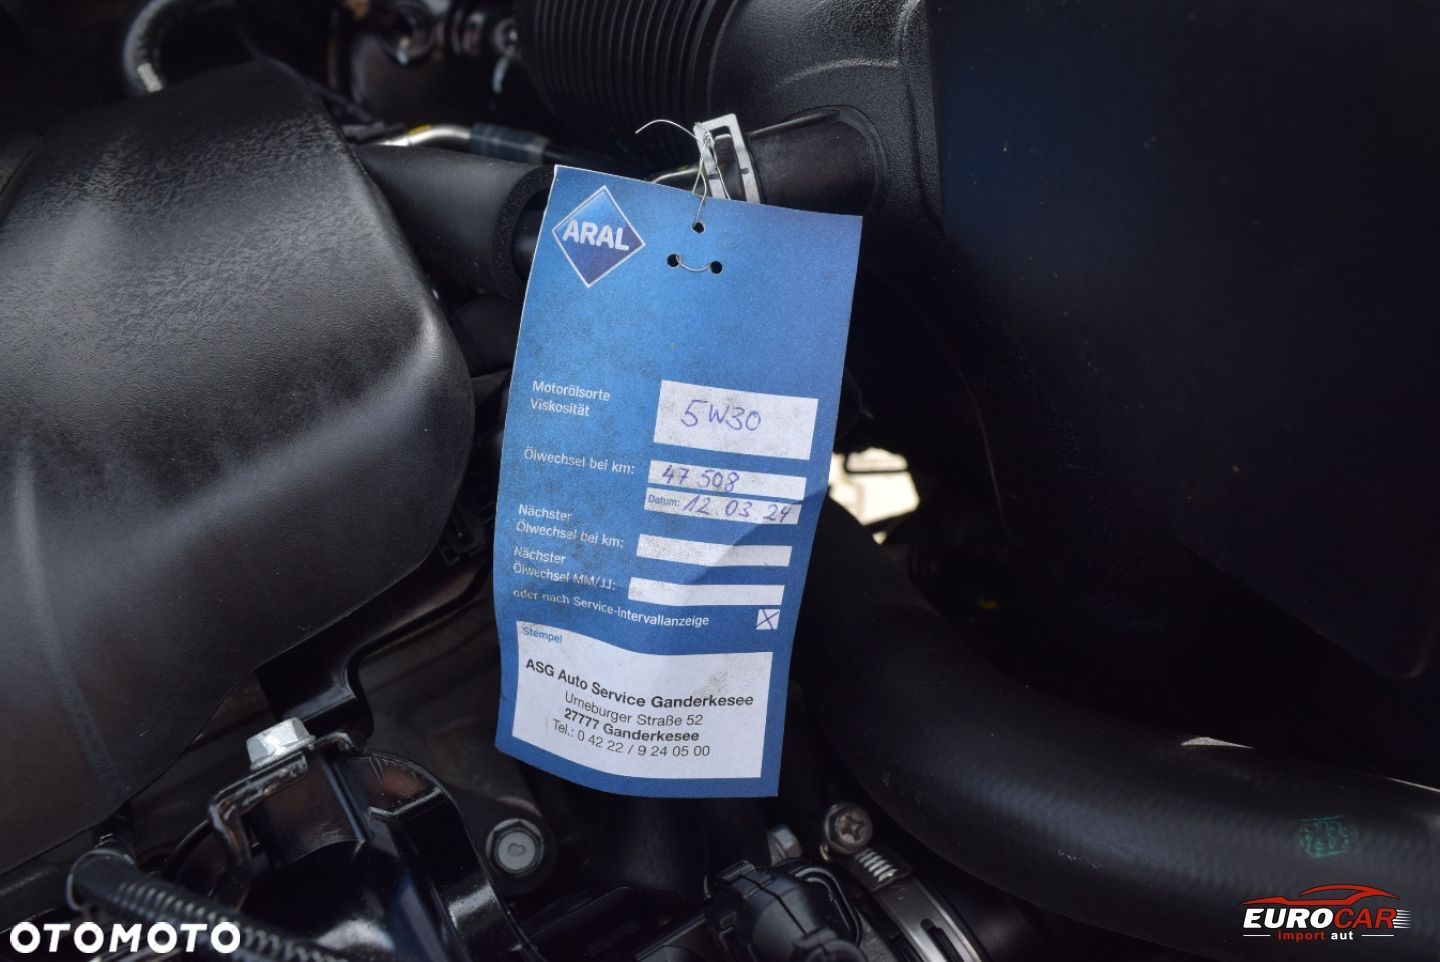 ARAL
Motorölsorte
Viskosität
5W30
Ölwechsel bei km:
47 508
Datum: 12.03.24
Nächster
Ölwechsel bei km:
Nächster
Ölwechsel MM/JJ:
oder nach Service-Intervallanzeige
Stempel
ASG Auto Service Ganderkesee
Urneburger Straße 52
27777 Ganderkesee
Tel.: 0 42 22 / 9 24 05 00
OTOMOTO
EUROCAR
import aut